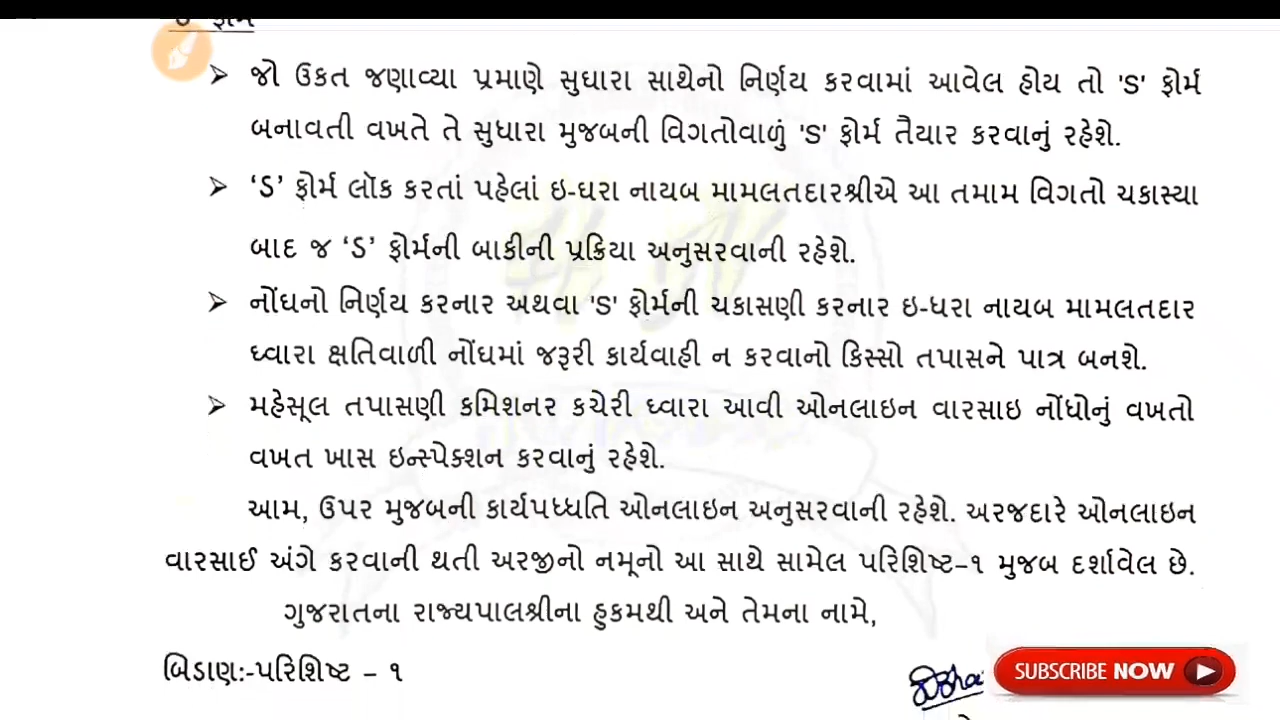 ➢ જો ઉકત જણાવ્યા પ્રમાણે સુધારા સાથેનો નિર્ણય કરવામાં આવેલ હોય તો 'S' ફોર્મ
બનાવતી વખતે તે સુધારા મુજબની વિગતોવાળું 'S' ફોર્મ તૈયાર કરવાનું રહેશે.
➢ ‘S’ ફોર્મ લૉક કરતાં પહેલાં ઇ-ધરા નાયબ મામલતદારશ્રીએ આ તમામ વિગતો ચકાસ્યા
બાદ જ ‘S’ ફોર્મની બાકીની પ્રક્રિયા અનુસરવાની રહેશે.
➢ નોંધનો નિર્ણય કરનાર અથવા 'S' ફોર્મની ચકાસણી કરનાર ઇ-ધરા નાયબ મામલતદાર
ધ્વારા ક્ષતિવાળી નોંધમાં જરૂરી કાર્યવાહી ન કરવાનો કિસ્સો તપાસને પાત્ર બનશે.
➢ મહેસૂલ તપાસણી કમિશનર કચેરી ધ્વારા આવી ઓનલાઇન વારસાઇ નોંધોનું વખતો
વખત ખાસ ઇન્સ્પેક્શન કરવાનું રહેશે.
આમ, ઉપર મુજબની કાર્યપધ્ધતિ ઓનલાઇન અનુસરવાની રહેશે. અરજદારે ઓનલાઇન
વારસાઈ અંગે કરવાની થતી અરજીનો નમૂનો આ સાથે સામેલ પરિશિષ્ટ-૧ મુજબ દર્શાવેલ છે.
ગુજરાતના રાજ્યપાલશ્રીના હુકમથી અને તેમના નામે,
બિડાણ:-પરિશિષ્ટ - ૧
SUBSCRIBE NOW